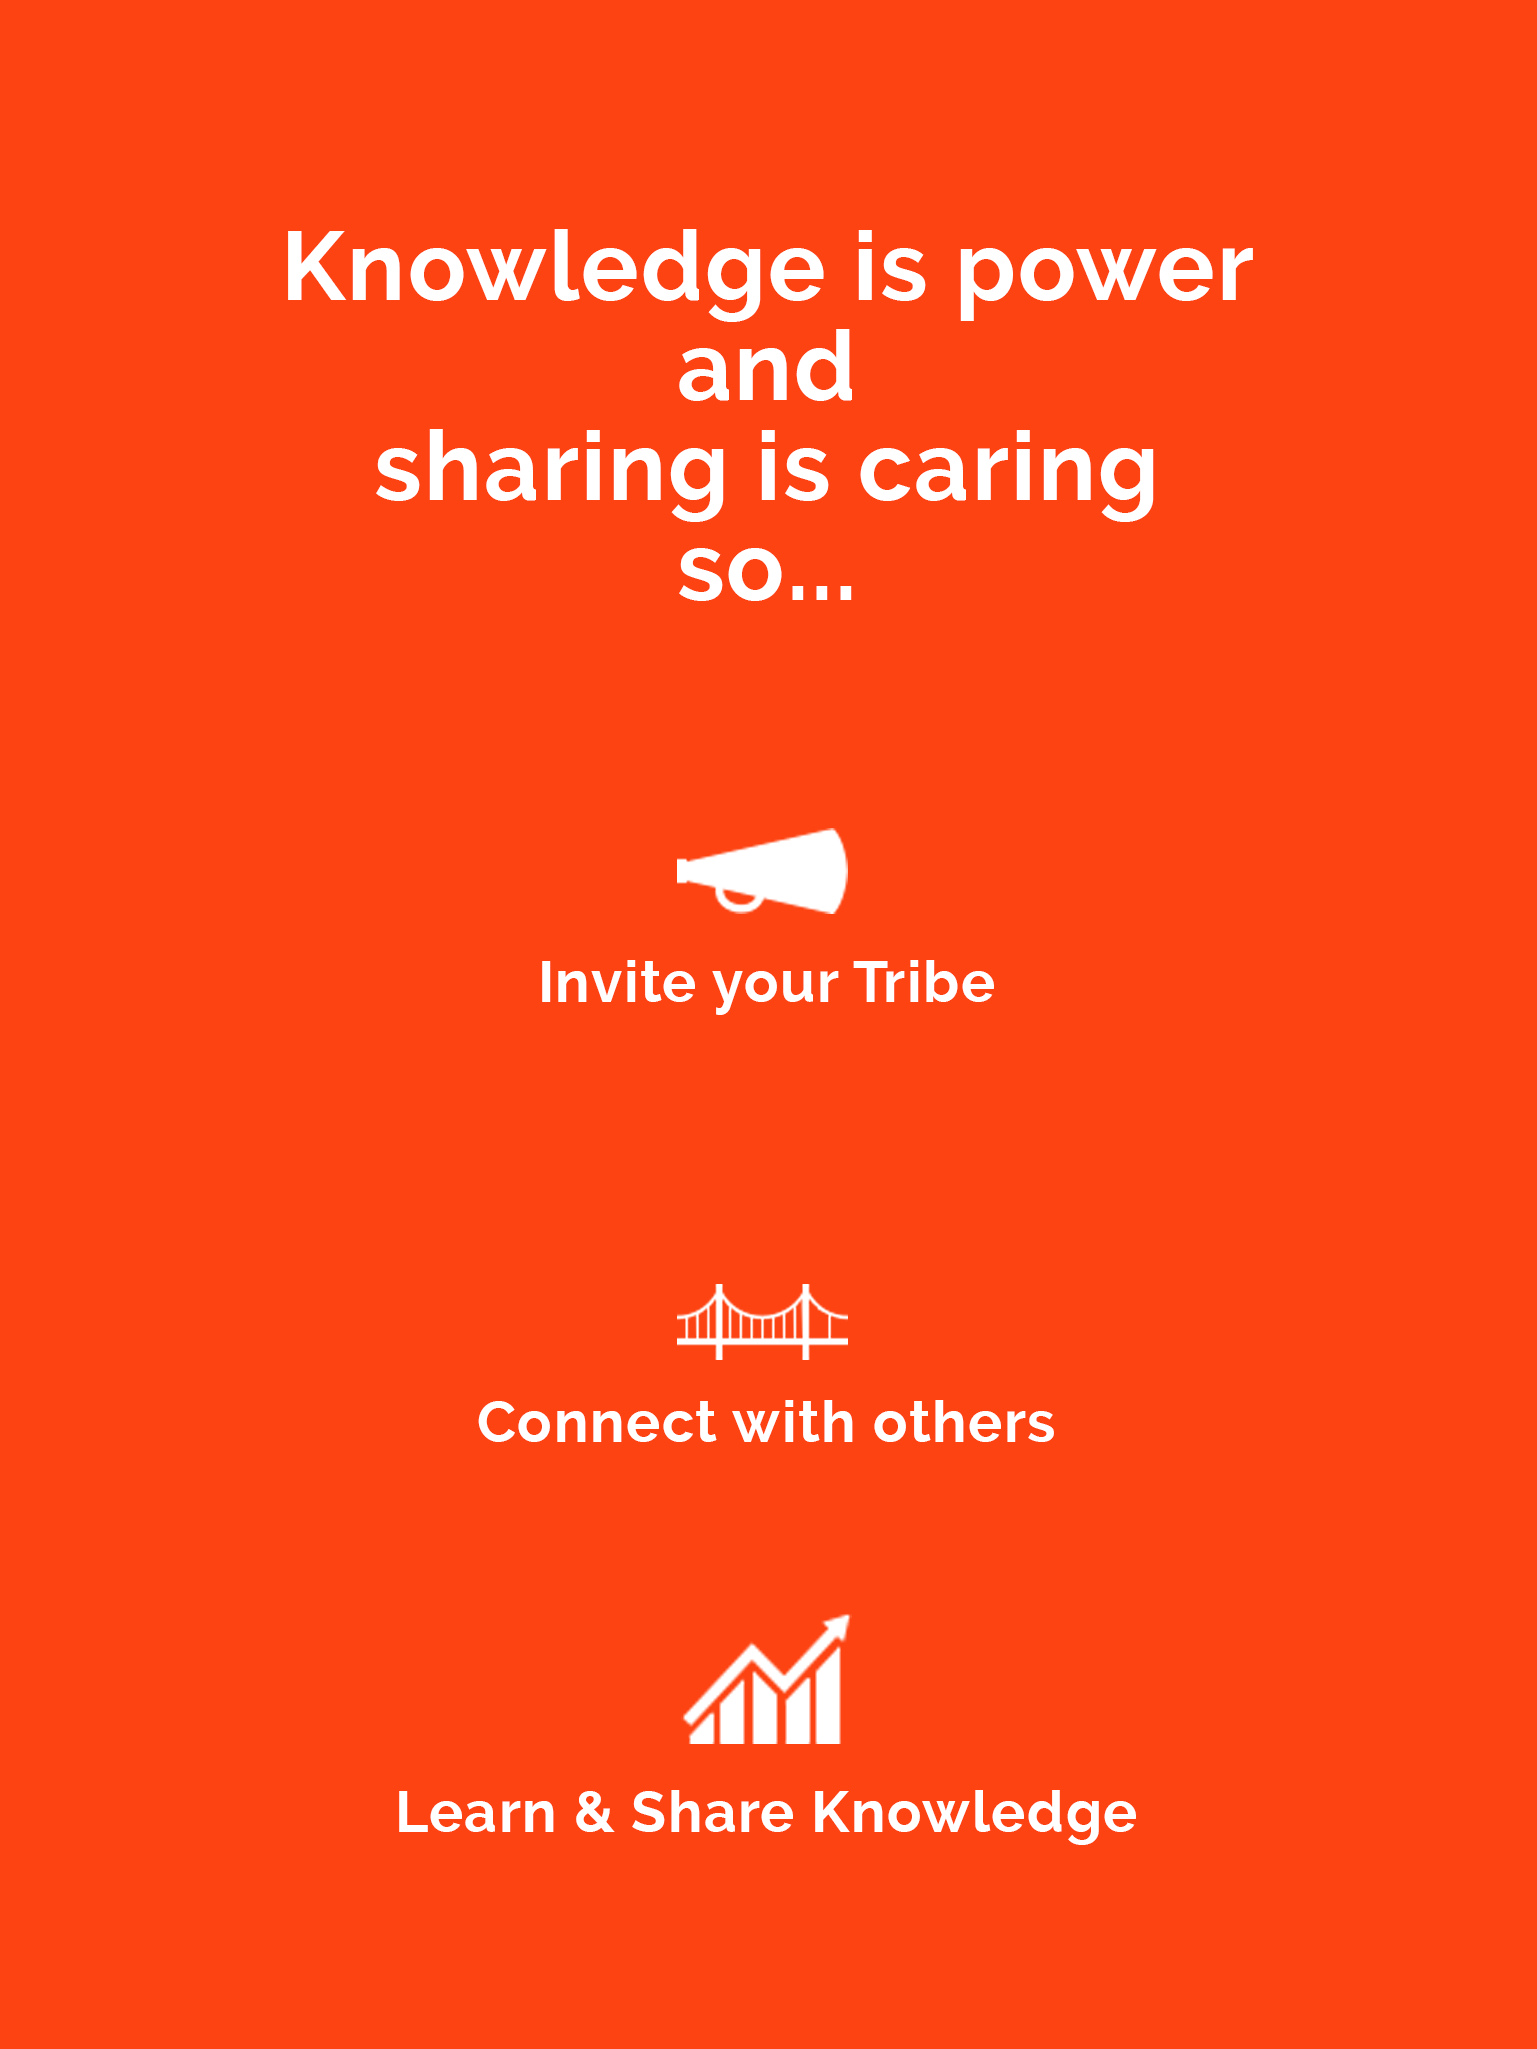 Knowledge is power
and
sharing is caring
so...
Invite your Tribe
Connect with others
Learn & Share Knowledge